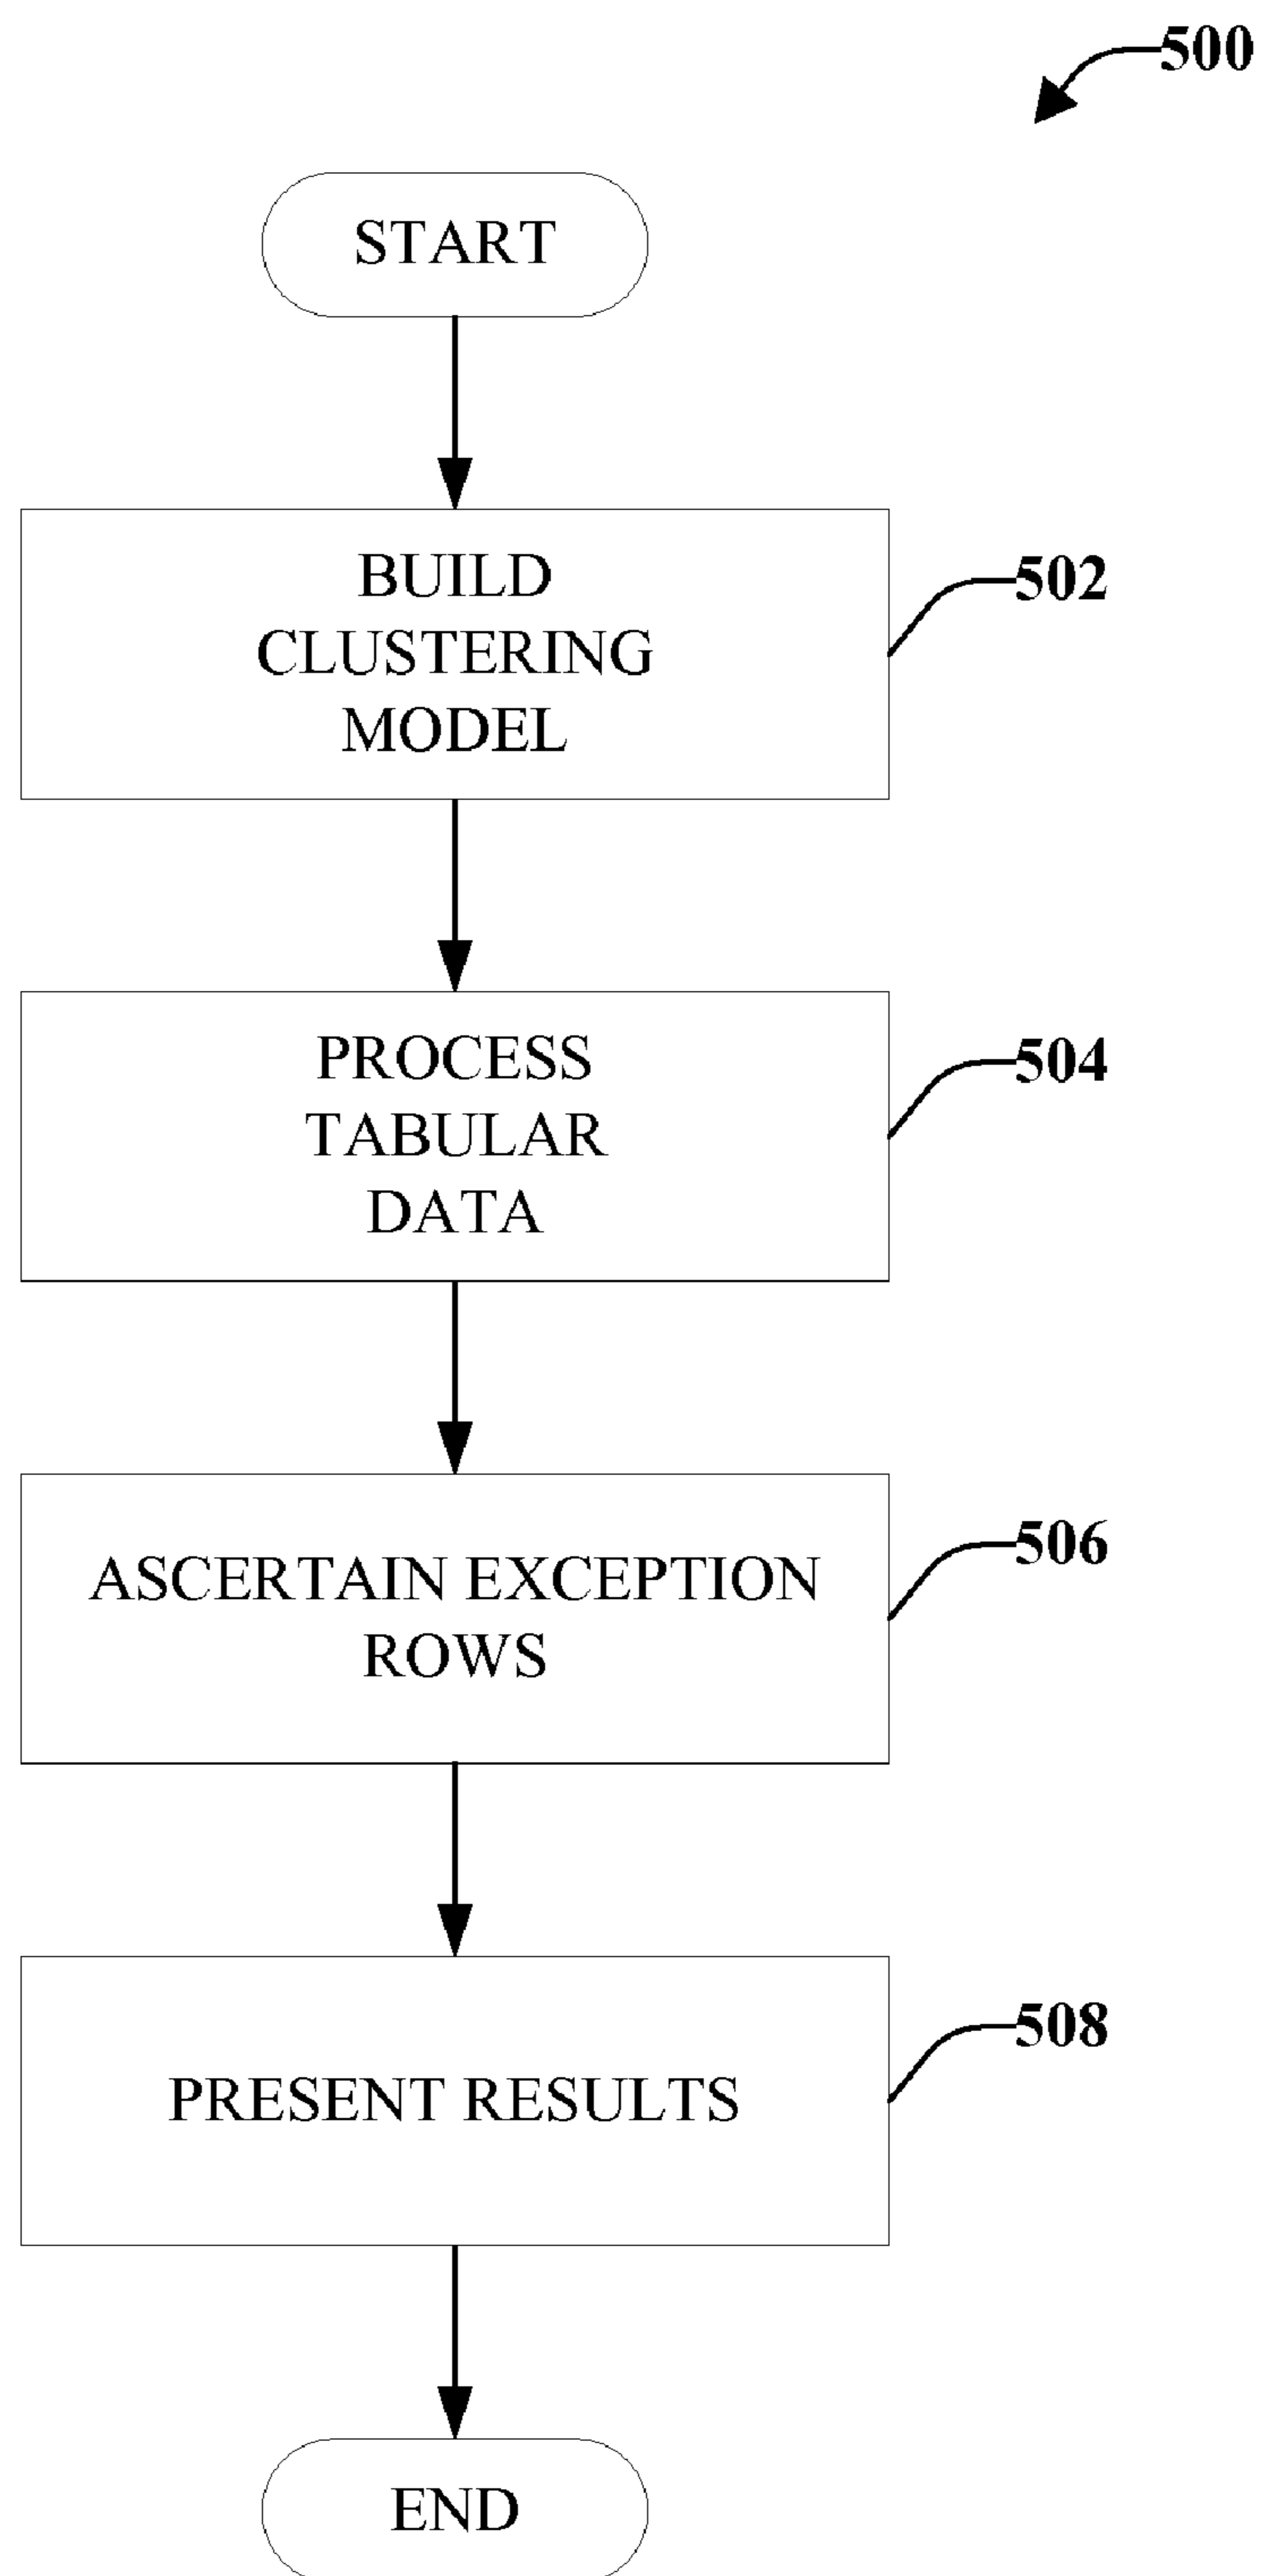 500
START
BUILD
CLUSTERING
MODEL
502
PROCESS
TABULAR
DATA
504
ASCERTAIN EXCEPTION
ROWS
506
PRESENT RESULTS
508
END